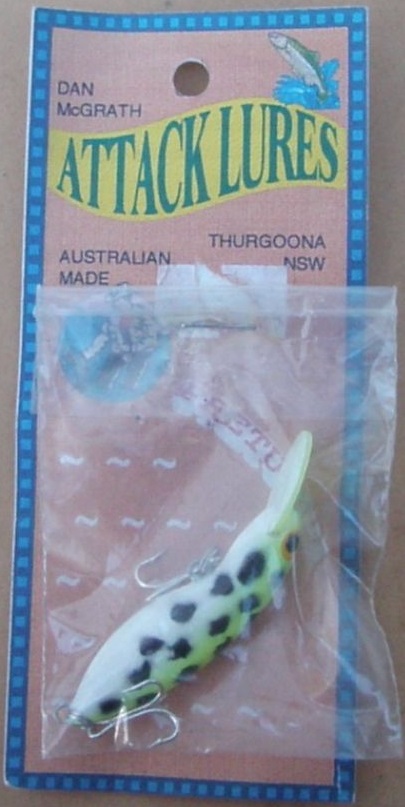 DAN
McGRATH
ATTACK LURES
THURGOONA
NSW
AUSTRALIAN
MADE